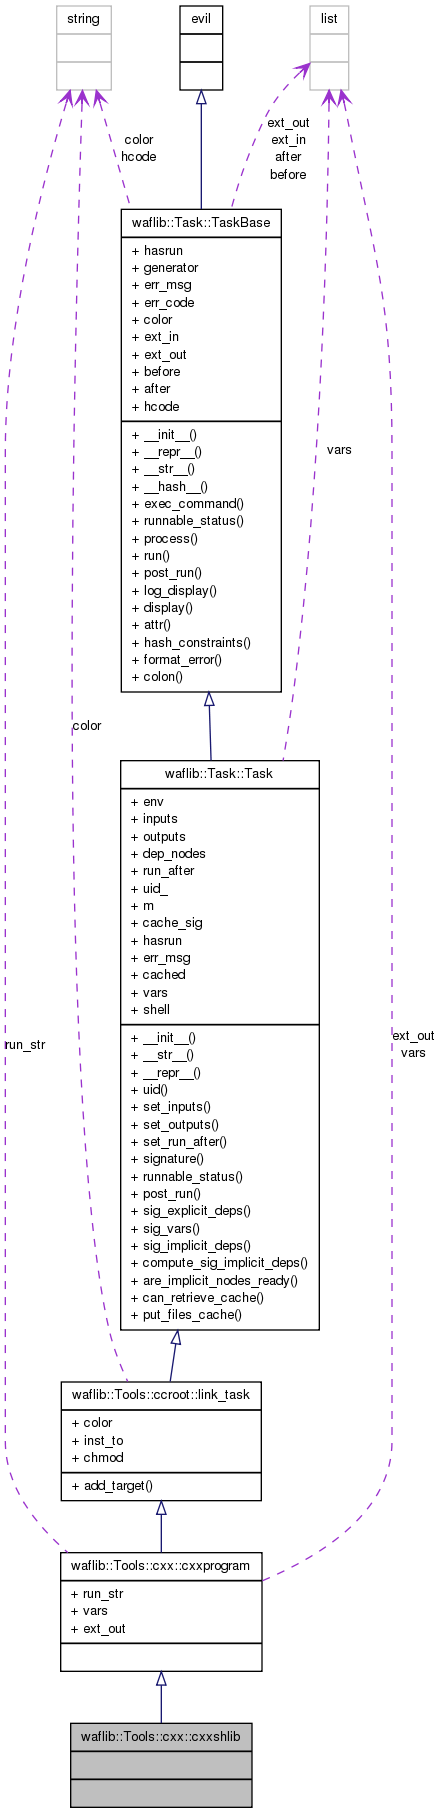 string
evil
list
color
hcode
ext_out
ext_in
after
before
waflib::Task::TaskBase
+ hasrun
+ generator
+ err_msg
+ err_code
+ color
+ ext_in
+ ext_out
+ before
+ after
+ hcode
+ __init__()
+ __repr__()
+ __str__()
+ __hash__()
+ exec_command()
+ runnable_status()
+ process()
+ run()
+ post_run()
+ log_display()
+ display()
+ attr()
+ hash_constraints()
+ format_error()
+ colon()
vars
color
waflib::Task::Task
+ env
+ inputs
+ outputs
+ dep_nodes
+ run_after
+ uid_
+ m
+ cache_sig
+ hasrun
+ err_msg
+ cached
+ vars
+ shell
+ __init__()
+ __str__()
+ __repr__()
+ uid()
+ set_inputs()
+ set_outputs()
+ set_run_after()
+ signature()
+ runnable_status()
+ post_run()
+ sig_explicit_deps()
+ sig_vars()
+ sig_implicit_deps()
+ compute_sig_implicit_deps()
+ are_implicit_nodes_ready()
+ can_retrieve_cache()
+ put_files_cache()
run_str
ext_out
vars
waflib::Tools::ccroot::link_task
+ color
+ inst_to
+ chmod
+ add_target()
waflib::Tools::cxx::cxxprogram
+ run_str
+ vars
+ ext_out
waflib::Tools::cxx::cxxshlib